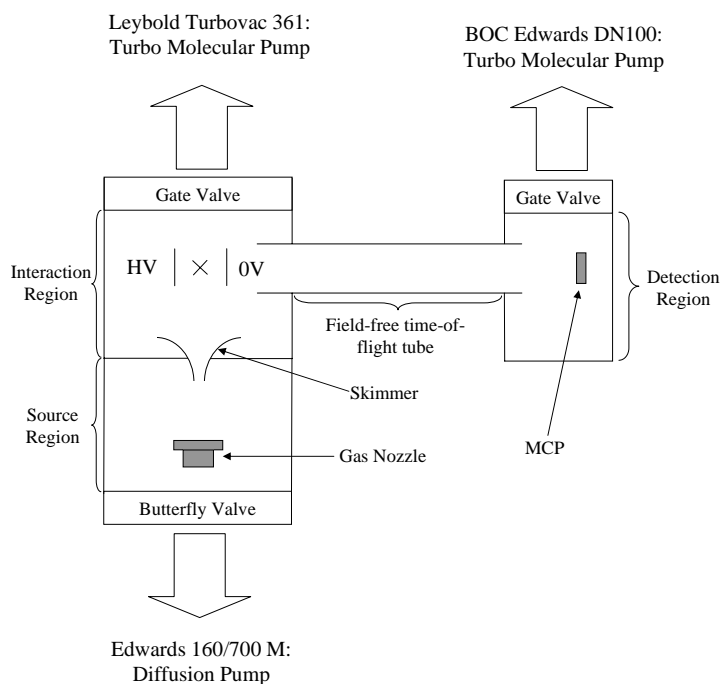 Leybold Turbovac 361:
Turbo Molecular Pump
BOC Edwards DN100:
Turbo Molecular Pump
Gate Valve
Gate Valve
Interaction
Region
HV
0V
Detection
Region
Field-free time-of-
flight tube
Skimmer
Source
Region
MCP
Gas Nozzle
Butterfly Valve
Edwards 160/700 M:
Diffusion Pump